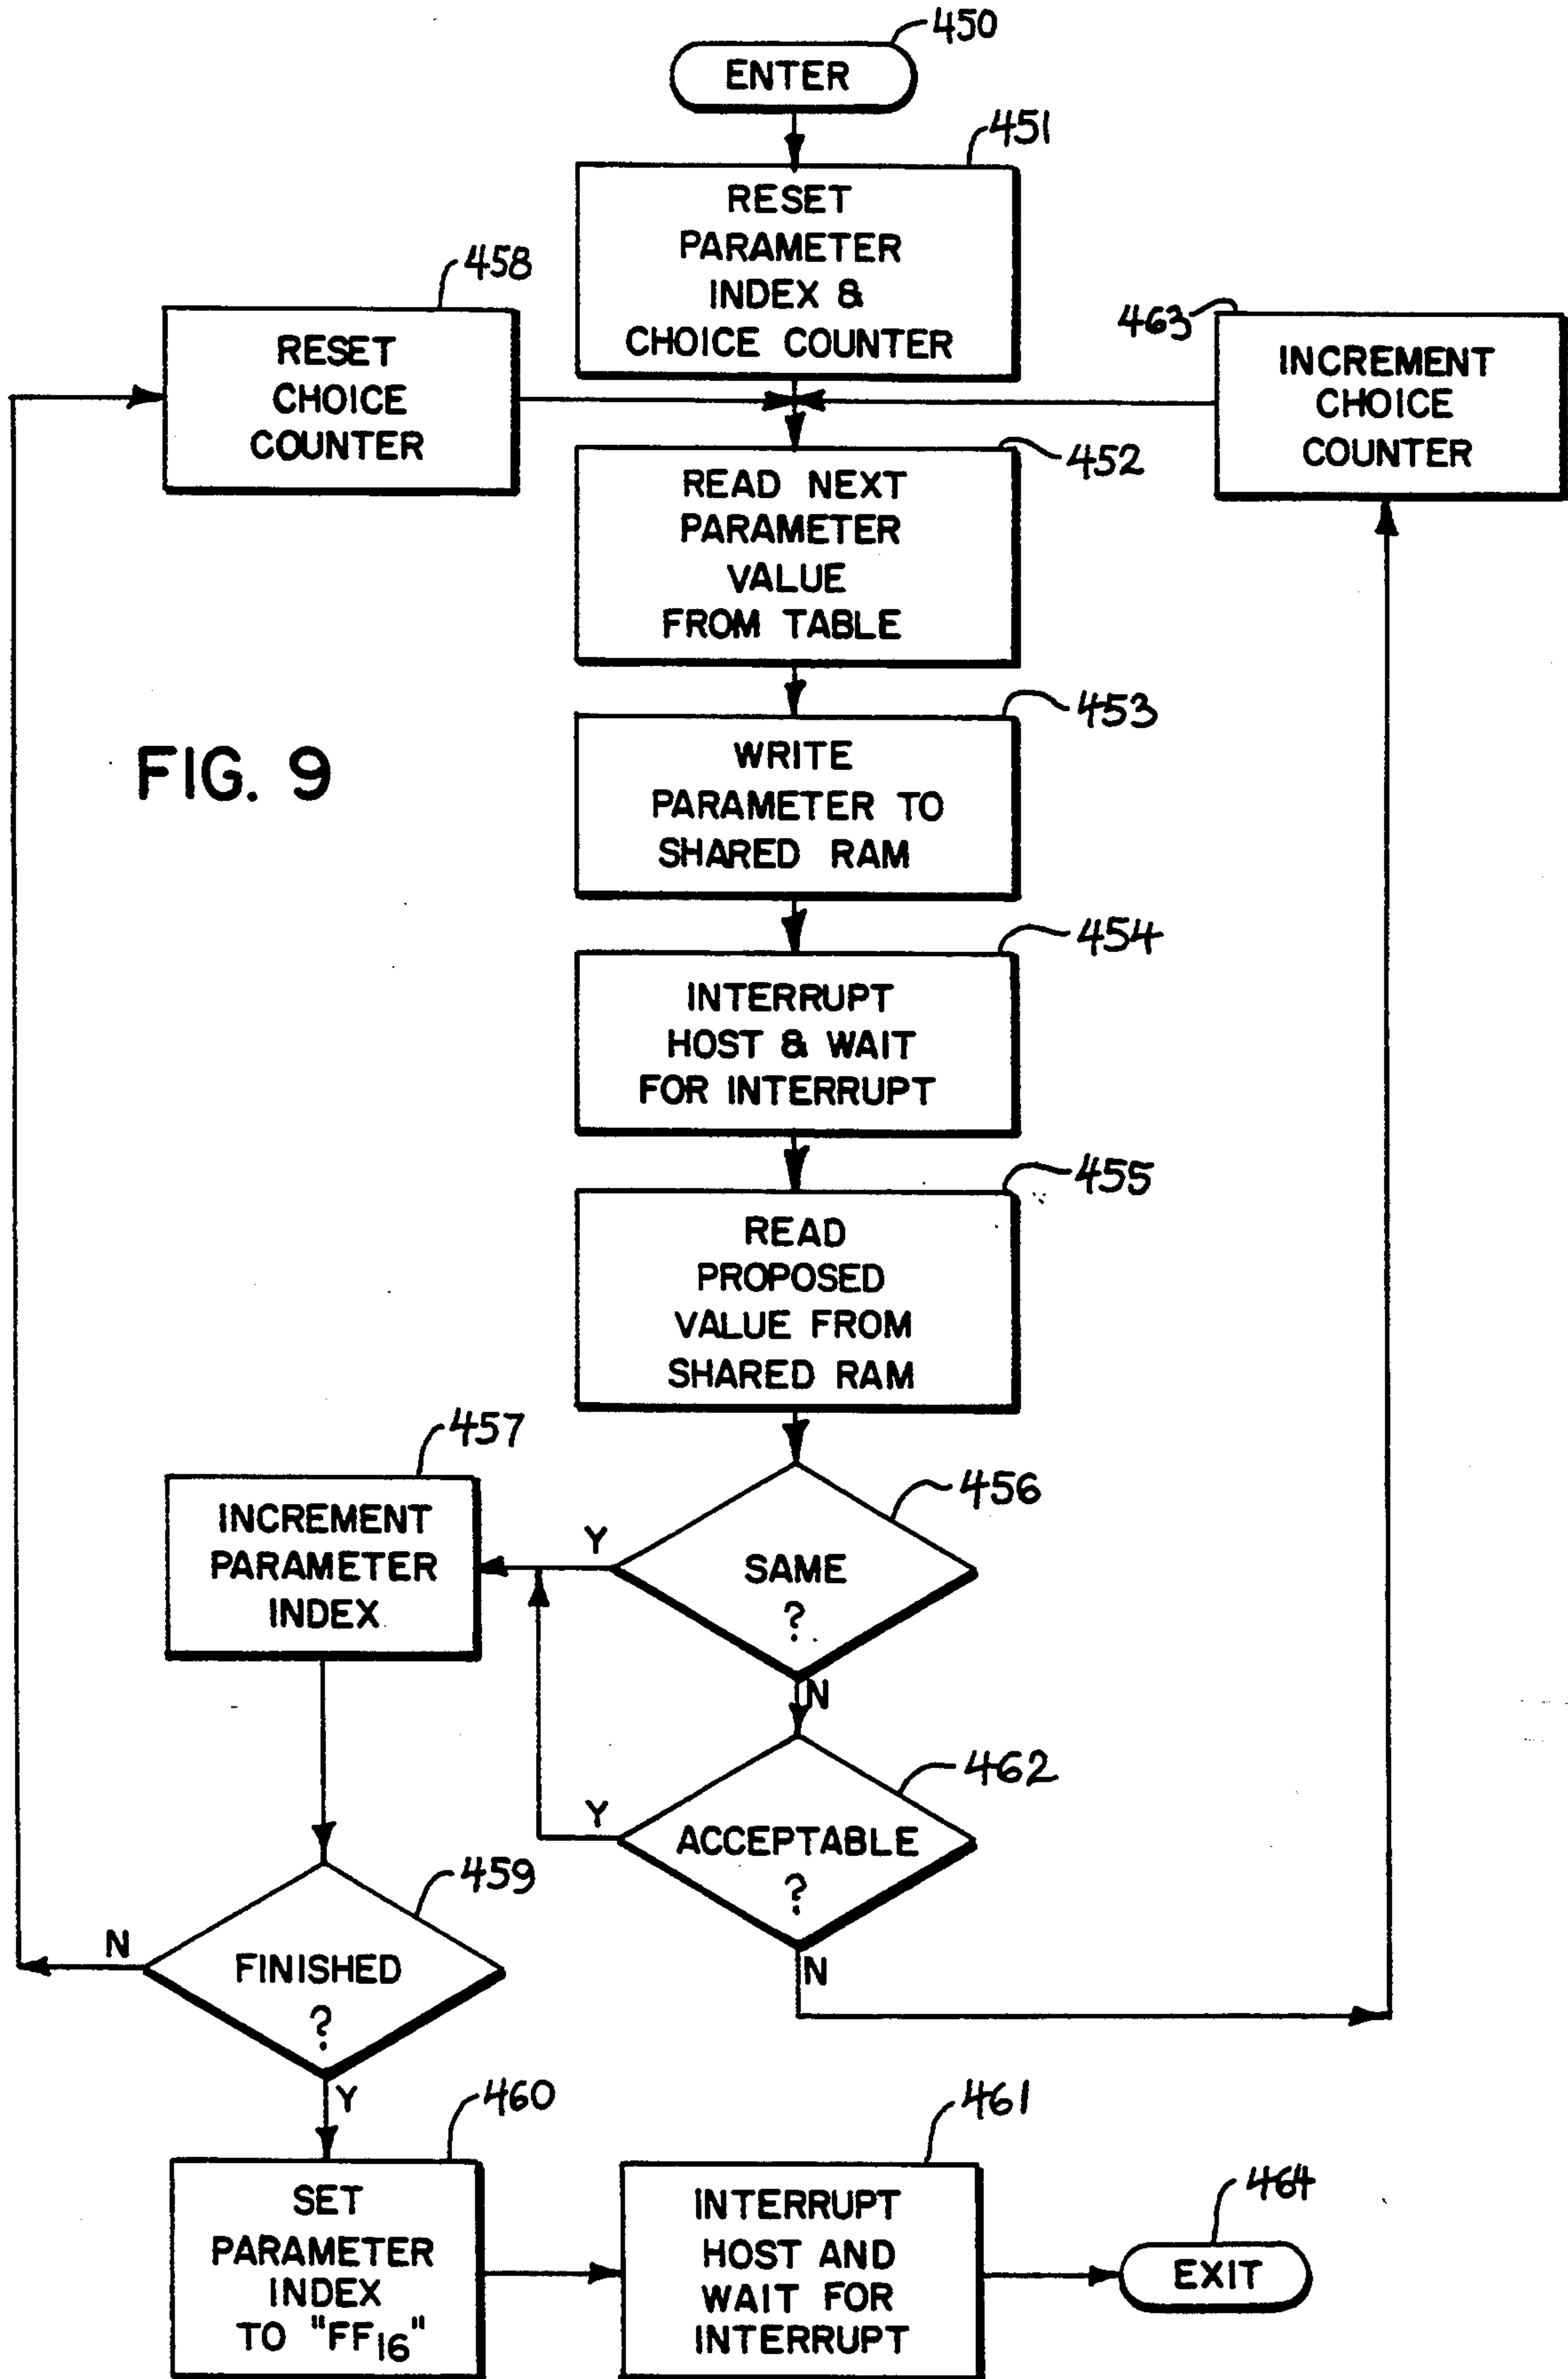 450
ENTER
451
RESET
PARAMETER
INDEX &
CHOICE COUNTER
458
RESET
CHOICE
COUNTER
463
INCREMENT
CHOICE
COUNTER
452
READ NEXT
PARAMETER
VALUE
FROM TABLE
FIG. 9
453
WRITE
PARAMETER TO
SHARED RAM
454
INTERRUPT
HOST & WAIT
FOR INTERRUPT
455
READ
PROPOSED
VALUE FROM
SHARED RAM
457
INCREMENT
PARAMETER
INDEX
456
Y
SAME
?
N
462
Y
ACCEPTABLE
?
N
459
N
FINISHED
?
Y
460
SET
PARAMETER
INDEX
TO "FF₁₆"
461
INTERRUPT
HOST AND
WAIT FOR
INTERRUPT
464
EXIT